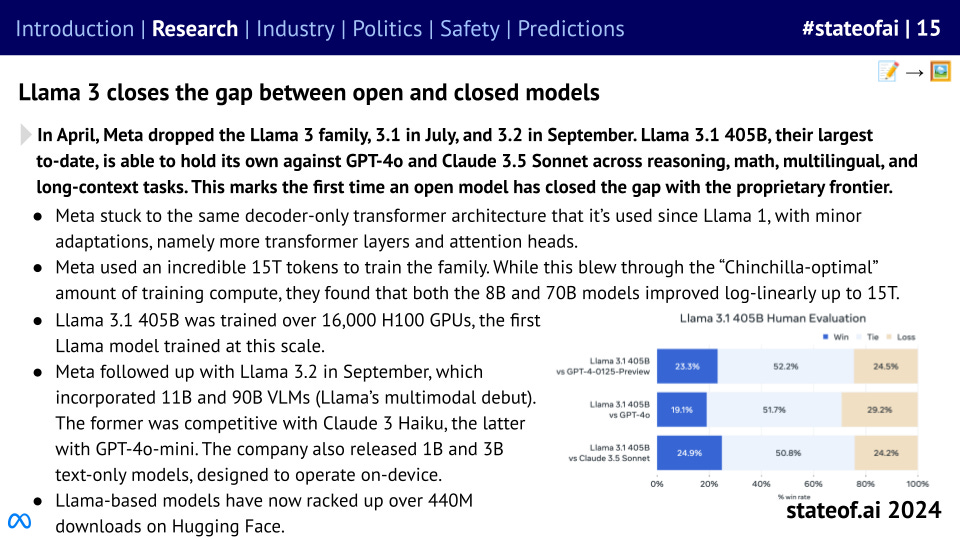 Introduction | Research | Industry | Politics | Safety | Predictions
#stateofai | 15
Llama 3 closes the gap between open and closed models
In April, Meta dropped the Llama 3 family, 3.1 in July, and 3.2 in September. Llama 3.1 405B, their largest
to-date, is able to hold its own against GPT-4o and Claude 3.5 Sonnet across reasoning, math, multilingual, and
long-context tasks. This marks the first time an open model has closed the gap with the proprietary frontier.
● Meta stuck to the same decoder-only transformer architecture that it’s used since Llama 1, with minor
adaptations, namely more transformer layers and attention heads.
● Meta used an incredible 15T tokens to train the family. While this blew through the “Chinchilla-optimal”
amount of training compute, they found that both the 8B and 70B models improved log-linearly up to 15T.
● Llama 3.1 405B was trained over 16,000 H100 GPUs, the first
Llama model trained at this scale.
● Meta followed up with Llama 3.2 in September, which
incorporated 11B and 90B VLMs (Llama’s multimodal debut).
The former was competitive with Claude 3 Haiku, the latter
with GPT-4o-mini. The company also released 1B and 3B
text-only models, designed to operate on-device.
● Llama-based models have now racked up over 440M
downloads on Hugging Face.
Llama 3.1 405B Human Evaluation
Win Tie Loss
Llama 3.1 405B
vs GPT-4-0125-Preview
23.3% 52.2% 24.5%
Llama 3.1 405B
vs GPT-4o
19.1% 51.7% 29.2%
Llama 3.1 405B
vs Claude 3.5 Sonnet
24.9% 50.8% 24.2%
0% 20% 40% 60% 80% 100%
% win rate
stateof.ai 2024